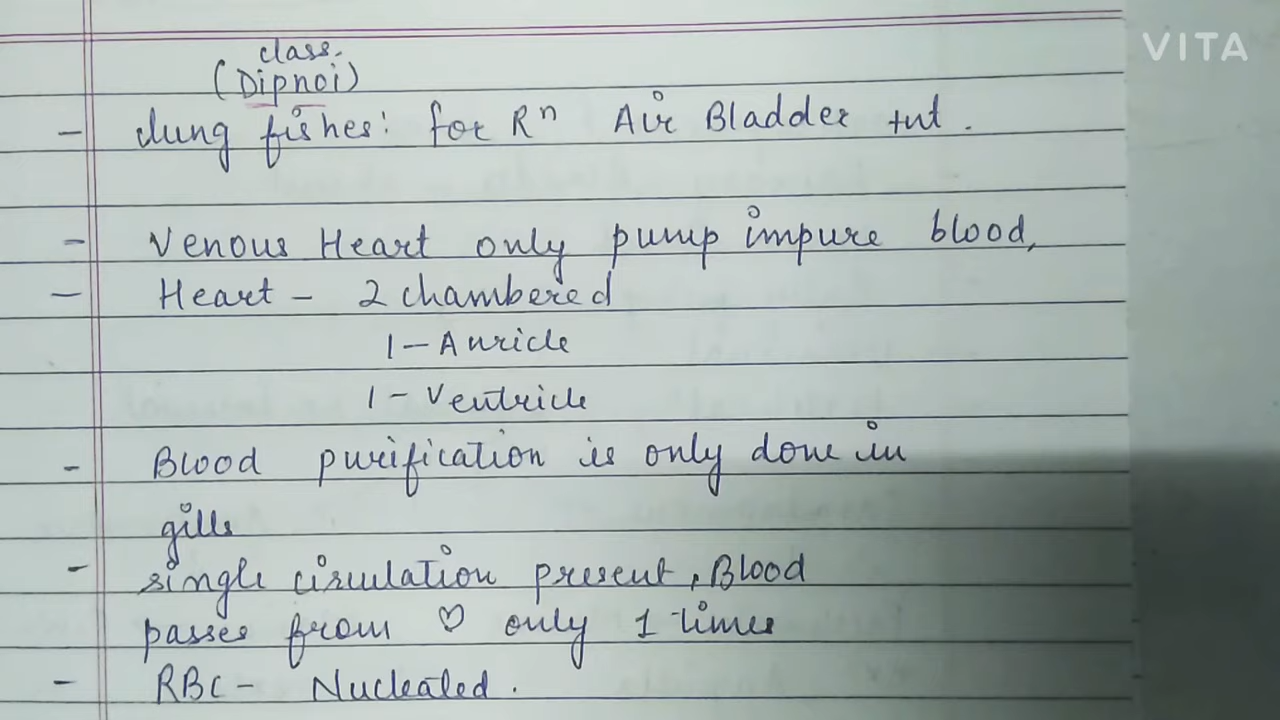 VITA
class.
(Dipnoi)
- lung fishes: for Rⁿ Air Bladder +nt.
- Venous Heart only pump impure blood,
- Heart - 2 chambered
1 - Auricle
1 - Ventricle
- Blood purification is only done in
gills
- single circulation present, Blood
passes from ♡ only 1 times
- RBC - Nucleated.